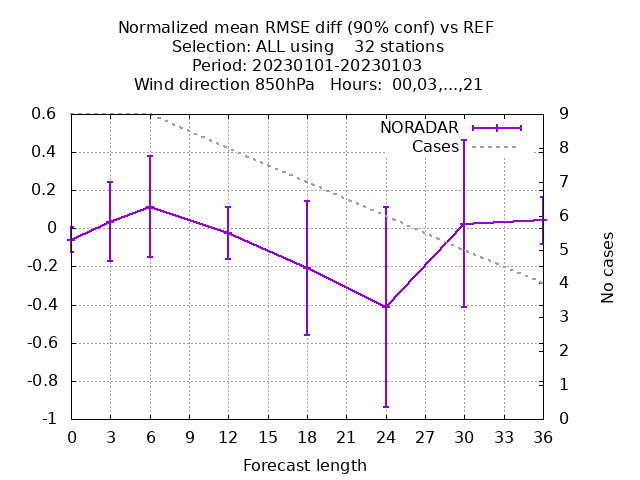 Normalized mean RMSE diff (90% conf) vs REF
Selection: ALL using    32 stations
Period: 20230101-20230103
Wind direction 850hPa   Hours:  00,03,...,21
NORADAR
Cases
0.6
0.4
0.2
0
-0.2
-0.4
-0.6
-0.8
-1
9
8
7
6
5
4
3
2
1
0
No cases
0 3 6 9 12 15 18 21 24 27 30 33 36
Forecast length